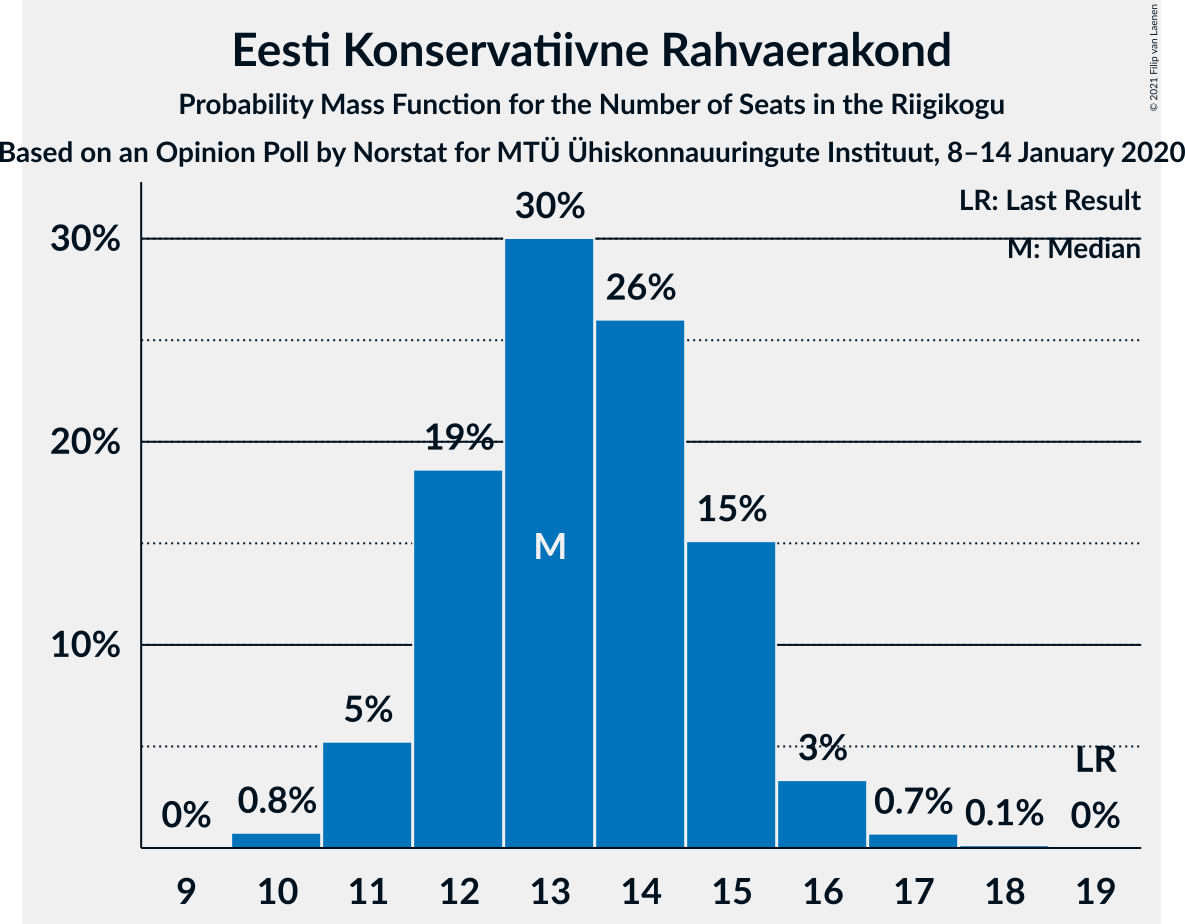 Eesti Konservatiivne Rahvaerakond
Probability Mass Function for the Number of Seats in the Riigikogu
Based on an Opinion Poll by Norstat for MTÜ Ühiskonnauuringute Instituut, 8–14 January 2020
© 2021 Filip van Laenen
LR: Last Result
M: Median
30%
20%
10%
0%
0.8%
5%
19%
30%
M
26%
15%
3%
0.7%
0.1%
LR
0%
9 10 11 12 13 14 15 16 17 18 19